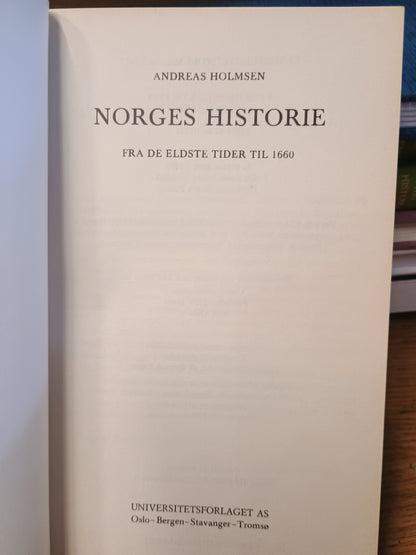 ANDREAS HOLMSEN
NORGES HISTORIE
FRA DE ELDSTE TIDER TIL 1660
UNIVERSITETSFORLAGET AS
Oslo – Bergen – Stavanger – Tromsø